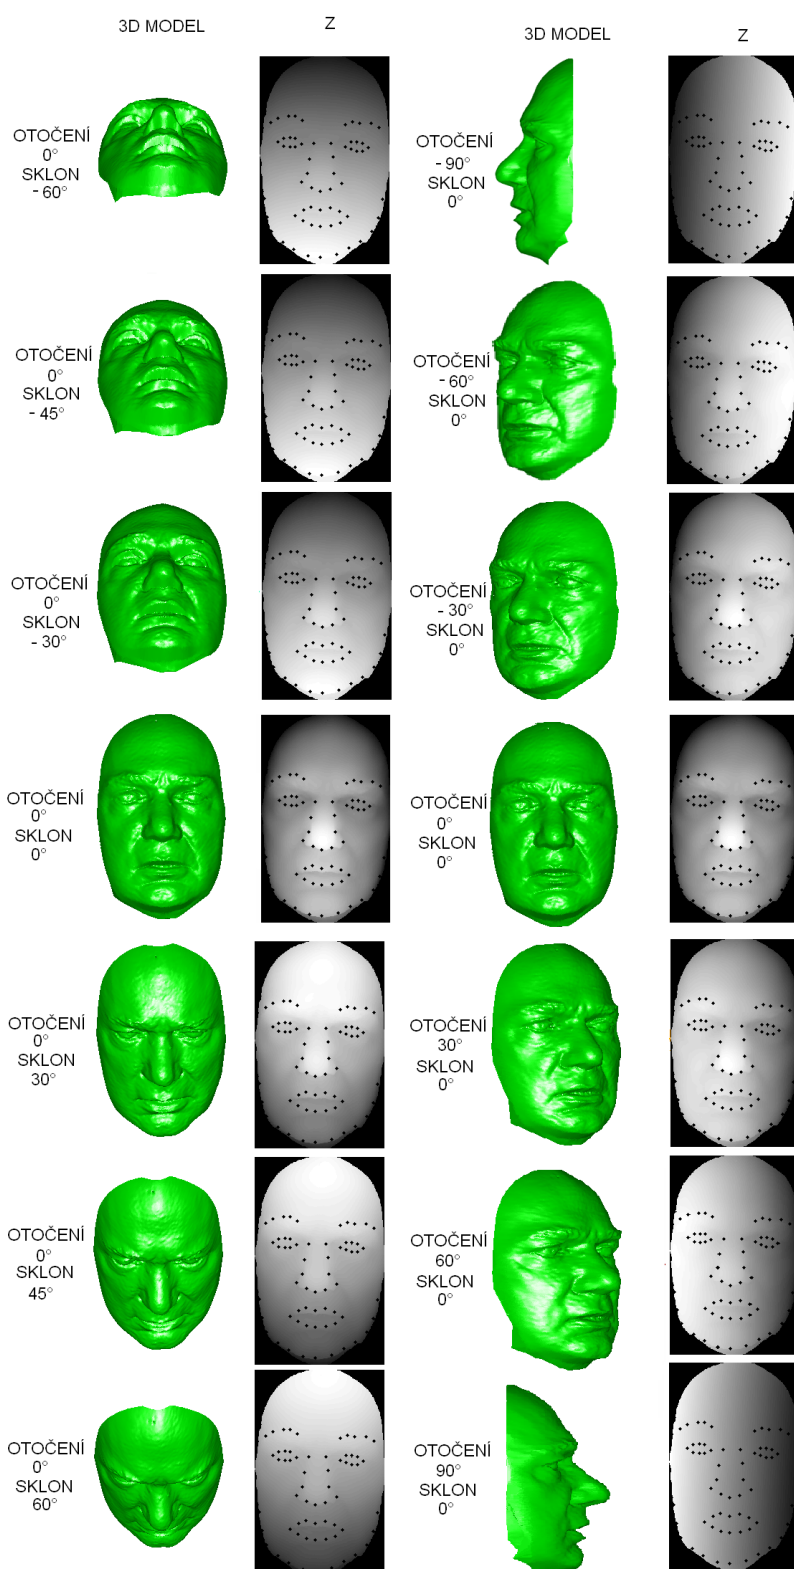 3D MODEL
Z
OTOČENÍ
0°
SKLON
- 60°
OTOČENÍ
0°
SKLON
- 45°
OTOČENÍ
0°
SKLON
- 30°
OTOČENÍ
0°
SKLON
0°
OTOČENÍ
0°
SKLON
30°
OTOČENÍ
0°
SKLON
45°
OTOČENÍ
0°
SKLON
60°
3D MODEL
Z
OTOČENÍ
- 90°
SKLON
0°
OTOČENÍ
- 60°
SKLON
0°
OTOČENÍ
- 30°
SKLON
0°
OTOČENÍ
0°
SKLON
0°
OTOČENÍ
30°
SKLON
0°
OTOČENÍ
60°
SKLON
0°
OTOČENÍ
90°
SKLON
0°